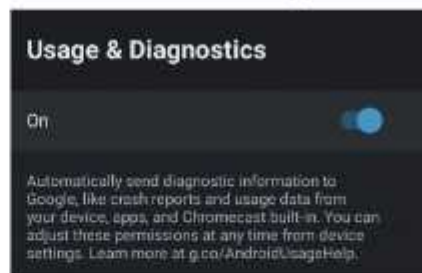 Usage & Diagnostics
On
Automatically send diagnostic information to
Google, like crash reports and usage data from
your device, apps, and Chromecast built-in. You can
adjust these permissions at any time from device
settings. Learn more at g.co/AndroidUsageHelp.